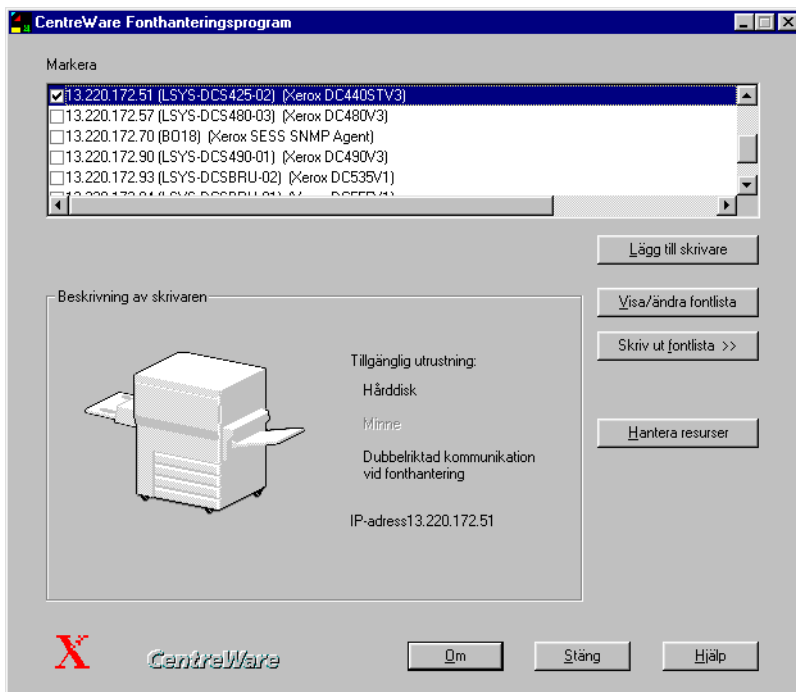 CentreWare Fonthanteringsprogram
Markera
13.220.172.51 (LSYS-DCS425-02) (Xerox DC440STV3)
13.220.172.57 (LSYS-DCS480-03) (Xerox DC480V3)
13.220.172.70 (BO18) (Xerox SESS SNMP Agent)
13.220.172.90 (LSYS-DCS490-01) (Xerox DC490V3)
13.220.172.93 (LSYS-DCSBRU-02) (Xerox DC535V1)
Lägg till skrivare
Beskrivning av skrivaren
Visa/ändra fontlista
Skriv ut fontlista >>
Tillgänglig utrustning:
Hårddisk
Minne
Hantera resurser
Dubbelriktad kommunikation
vid fonthantering
IP-adress13.220.172.51
X
CentreWare
Om
Stäng
Hjälp